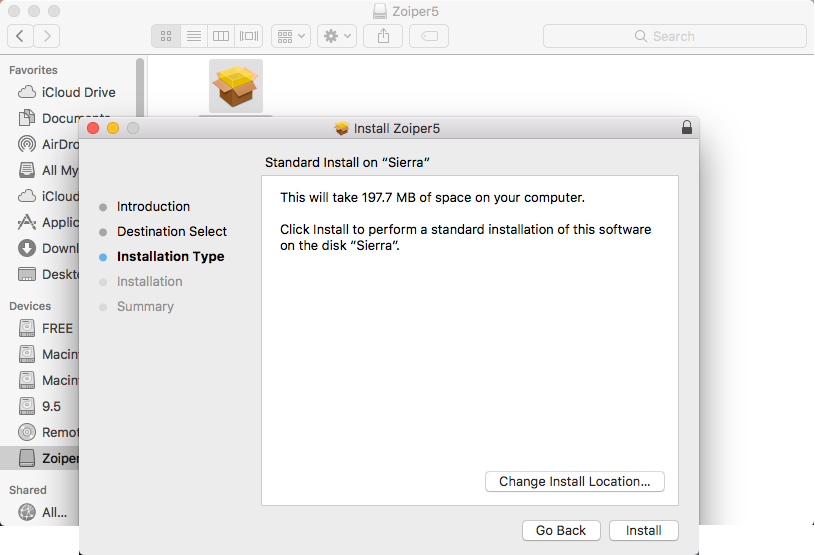 Zoiper5
Search
Favorites
iCloud Drive
AirDro
All My
iCloud
Applic
Downl
Deskto
Devices
FREE
Macint
Macint
9.5
Remot
Zoiper
Shared
All...
Install Zoiper5
Standard Install on “Sierra”
Introduction
Destination Select
Installation Type
Installation
Summary
This will take 197.7 MB of space on your computer.
Click Install to perform a standard installation of this software
on the disk “Sierra”.
Change Install Location...
Go Back
Install